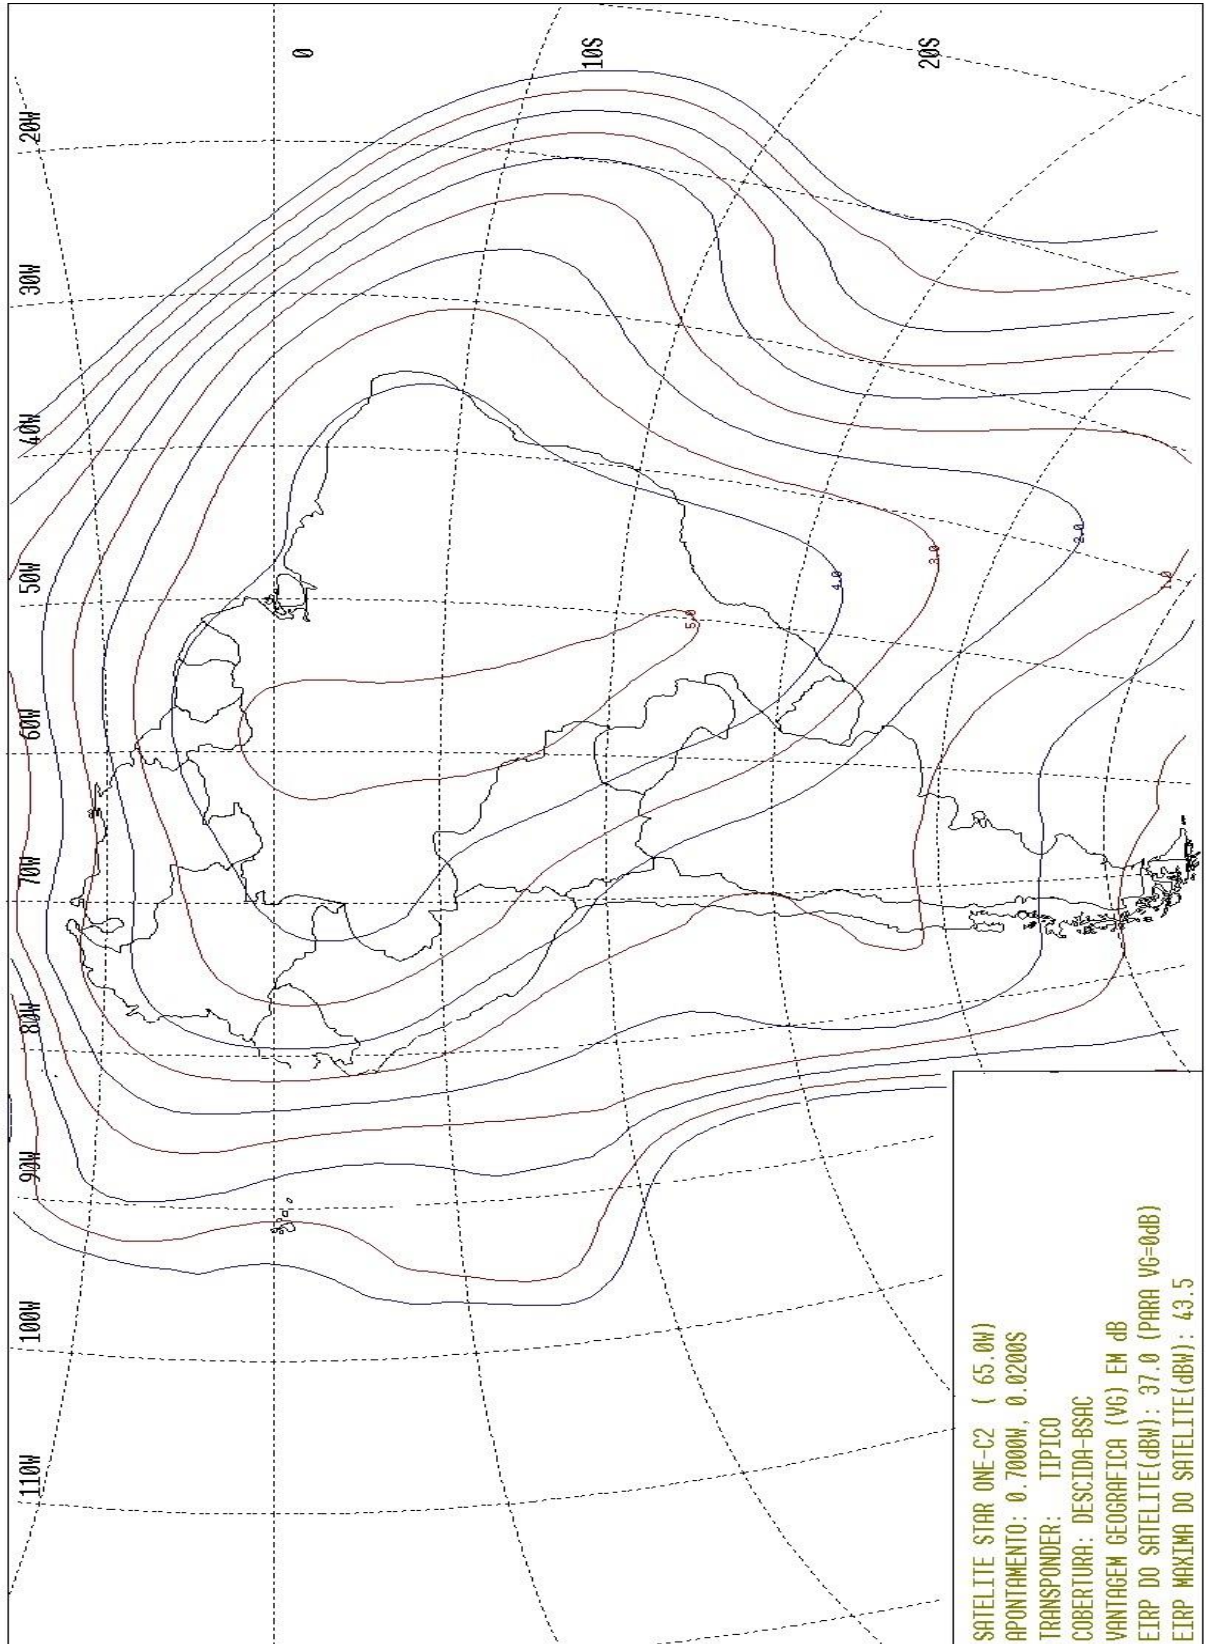 0
10S
20S
20W
30W
40W
50W
60W
70W
80W
90W
100W
110W
5.0
4.0
3.0
2.0
1.0
SATELITE STAR ONE-C2 ( 65.0W)
APONTAMENTO: 0.7000W, 0.0200S
TRANSPONDER: TIPICO
COBERTURA: DESCIDA-BSAC
VANTAGEM GEOGRAFICA (VG) EM dB
EIRP DO SATELITE(dBW): 37.0 (PARA VG=0dB)
EIRP MAXIMA DO SATELITE(dBW): 43.5